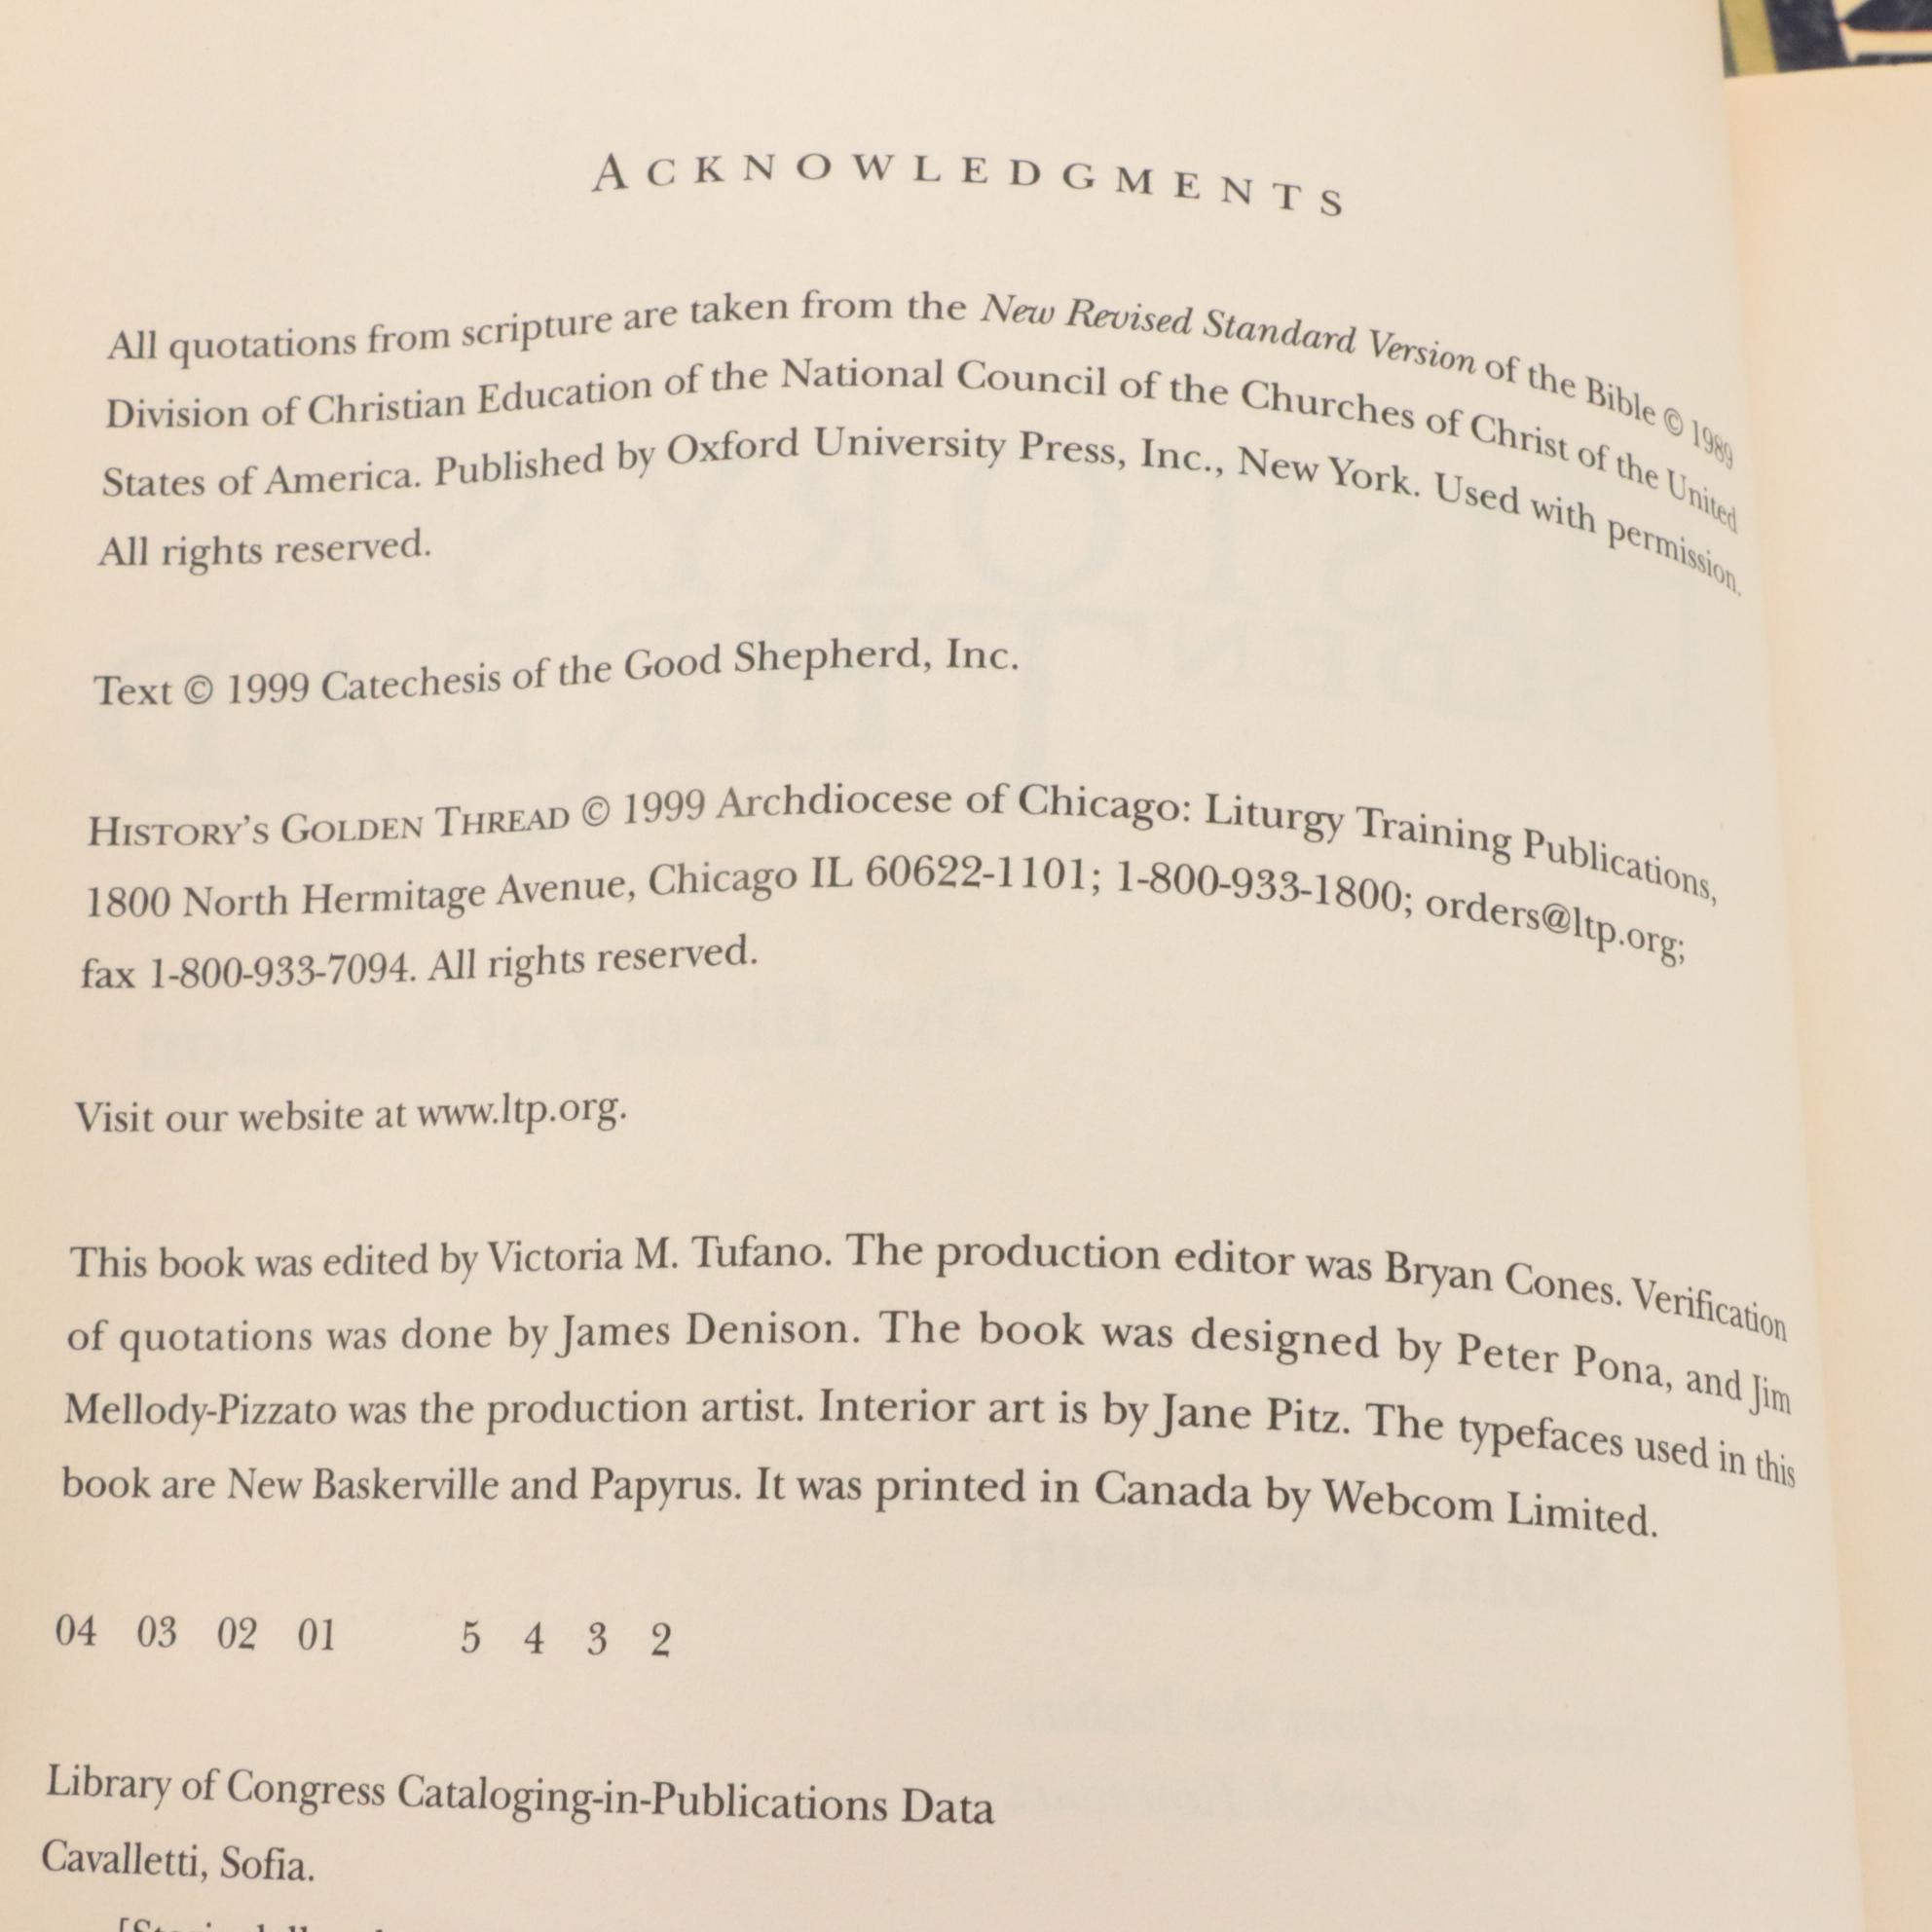 ACKNOWLEDGMENTS
All quotations from scripture are taken from the New Revised Standard Version of the Bible © 1989
Division of Christian Education of the National Council of the Churches of Christ of the United
States of America. Published by Oxford University Press, Inc., New York. Used with permission.
All rights reserved.
Text © 1999 Catechesis of the Good Shepherd, Inc.
HISTORY'S GOLDEN THREAD © 1999 Archdiocese of Chicago: Liturgy Training Publications,
1800 North Hermitage Avenue, Chicago IL 60622-1101; 1-800-933-1800; orders@ltp.org;
fax 1-800-933-7094. All rights reserved.
Visit our website at www.ltp.org.
This book was edited by Victoria M. Tufano. The production editor was Bryan Cones. Verification
of quotations was done by James Denison. The book was designed by Peter Pona, and Jim
Mellody-Pizzato was the production artist. Interior art is by Jane Pitz. The typefaces used in this
book are New Baskerville and Papyrus. It was printed in Canada by Webcom Limited.
04 03 02 01 5 4 3 2
Library of Congress Cataloging-in-Publications Data
Cavalletti, Sofia.